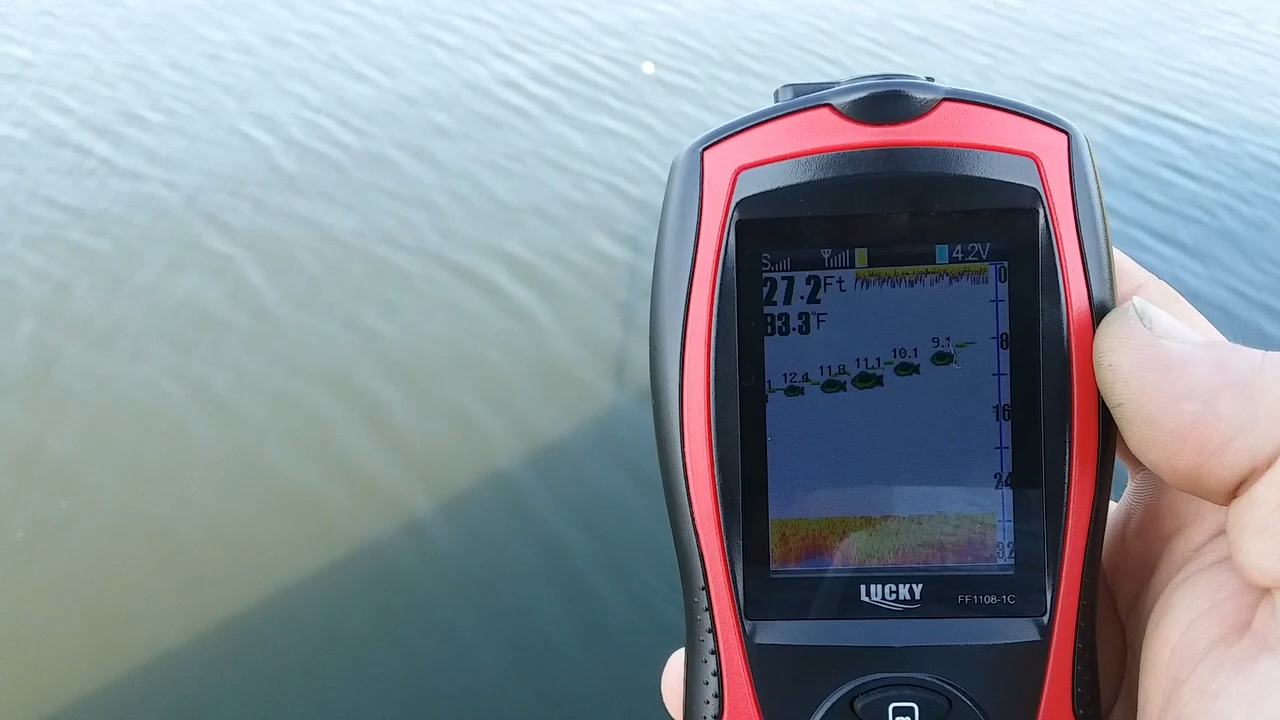 S 4.2V
27.2Ft
83.3°F
0
8
16
24
32
1 12.4 11.8 11.1 10.1 9.1
LUCKY
FF1108-1C